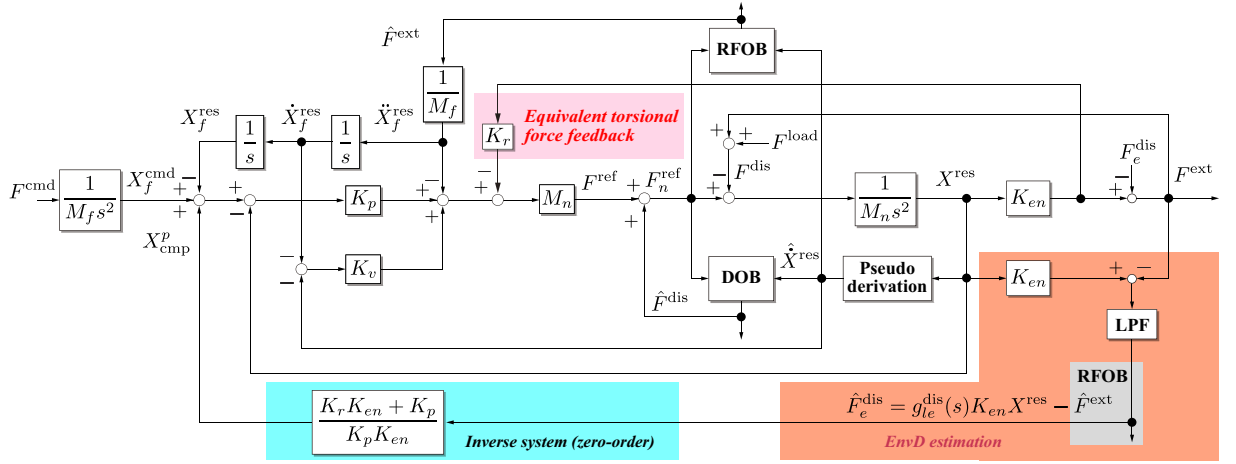 F̂^ext
RFOB
1/M_f
X_f^res
Ẋ_f^res
Ẍ_f^res
Equivalent torsional
force feedback
K_r
1/s
1/s
+
+
F^load
F_e^dis
F^dis
F^cmd
1/(M_f s²)
X_f^cmd
−
+
+
+
−
K_p
−
+
+
−
+
M_n
F^ref
+
+
F_n^ref
−
+
1/(M_n s²)
X^res
K_en
−
+
F^ext
X_cmp^p
−
−
K_v
DOB
X̂̇^res
Pseudo
derivation
K_en
+
−
F̂^dis
LPF
RFOB
(K_r K_en + K_p)/(K_p K_en)
F̂_e^dis = g_le^dis(s)K_en X^res − F̂^ext
Inverse system (zero-order)
EnvD estimation